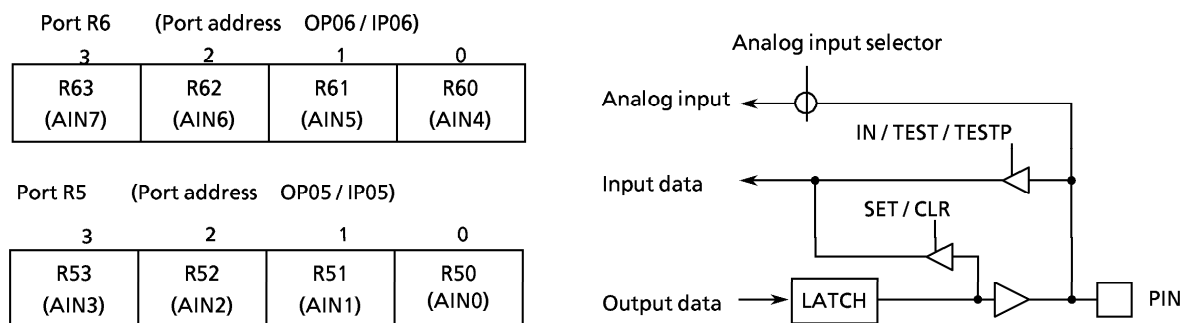 Port R6 (Port address OP06 / IP06)
3 2 1 0
R63 R62 R61 R60
(AIN7) (AIN6) (AIN5) (AIN4)
Port R5 (Port address OP05 / IP05)
3 2 1 0
R53 R52 R51 R50
(AIN3) (AIN2) (AIN1) (AIN0)
Analog input selector
Analog input
IN / TEST / TESTP
Input data
SET / CLR
Output data LATCH PIN